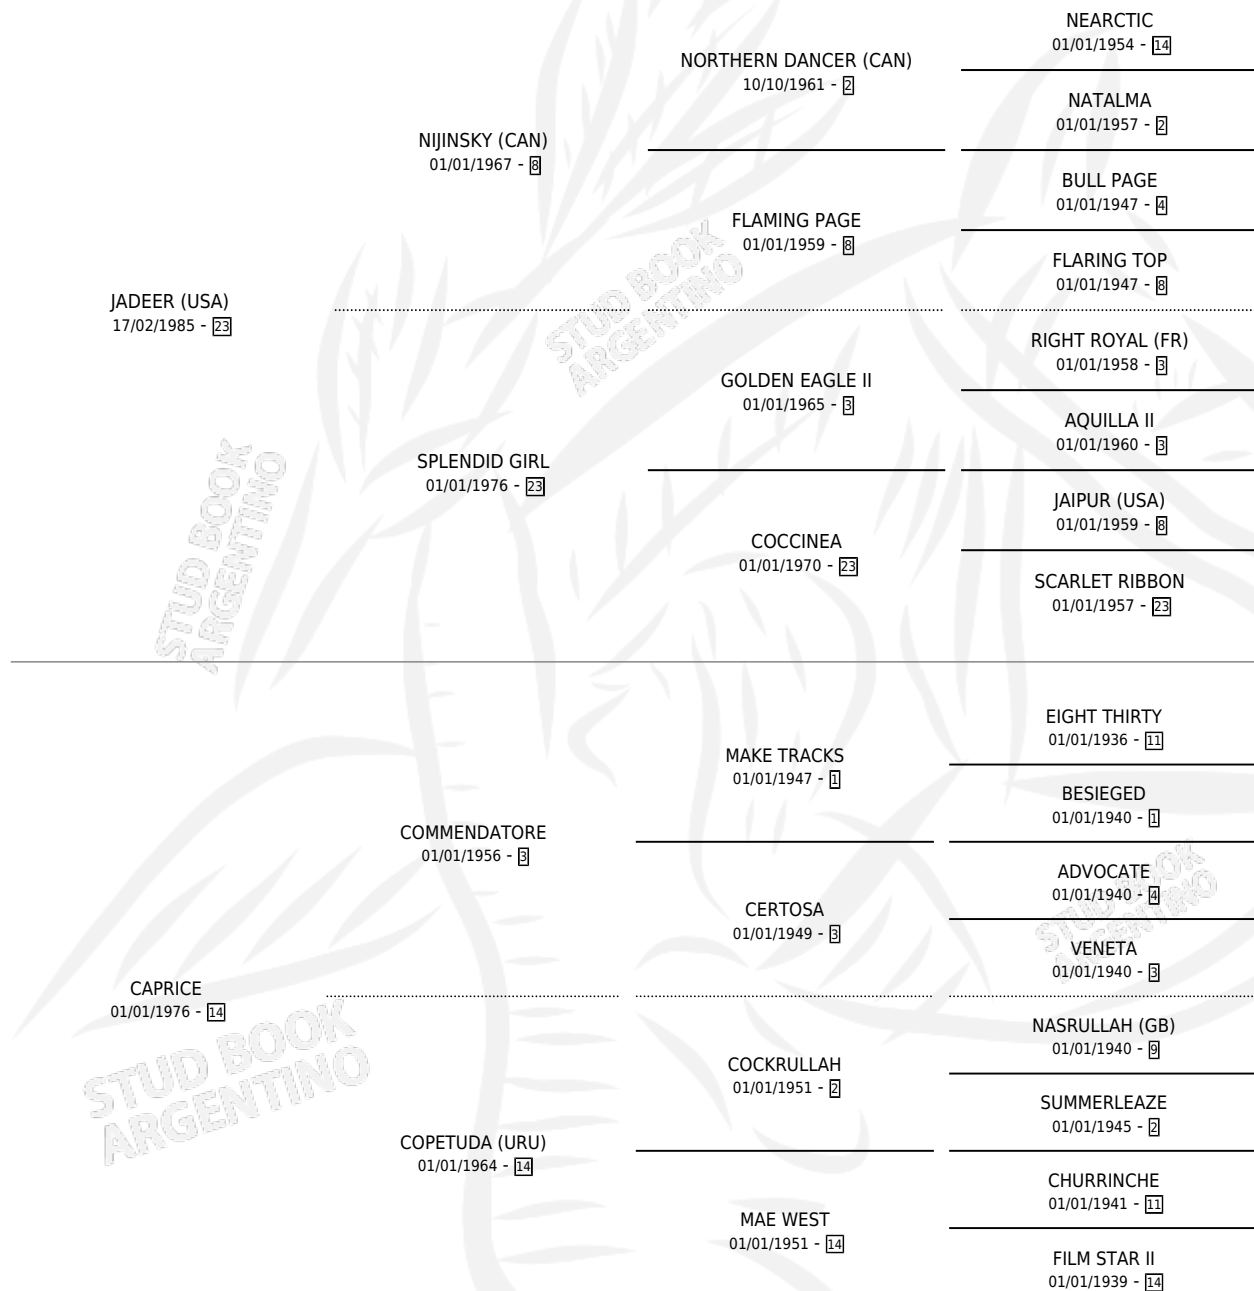 NEARCTIC
01/01/1954 - 14
NORTHERN DANCER (CAN)
10/10/1961 - 2
NATALMA
01/01/1957 - 2
NIJINSKY (CAN)
01/01/1967 - 8
BULL PAGE
01/01/1947 - 4
FLAMING PAGE
01/01/1959 - 8
FLARING TOP
01/01/1947 - 8
JADEER (USA)
17/02/1985 - 23
RIGHT ROYAL (FR)
01/01/1958 - 3
GOLDEN EAGLE II
01/01/1965 - 3
AQUILLA II
01/01/1960 - 3
SPLENDID GIRL
01/01/1976 - 23
JAIPUR (USA)
01/01/1959 - 8
COCCINEA
01/01/1970 - 23
SCARLET RIBBON
01/01/1957 - 23
EIGHT THIRTY
01/01/1936 - 11
MAKE TRACKS
01/01/1947 - 1
BESIEGED
01/01/1940 - 1
COMMENDATORE
01/01/1956 - 3
ADVOCATE
01/01/1940 - 4
CERTOSA
01/01/1949 - 3
VENETA
01/01/1940 - 3
CAPRICE
01/01/1976 - 14
NASRULLAH (GB)
01/01/1940 - 9
COCKRULLAH
01/01/1951 - 2
SUMMERLEAZE
01/01/1945 - 2
COPETUDA (URU)
01/01/1964 - 14
CHURRINCHE
01/01/1941 - 11
MAE WEST
01/01/1951 - 14
FILM STAR II
01/01/1939 - 14
STUD BOOK
ARGENTINO
STUD BOOK
ARGENTINO
STUD BOOK
ARGENTINO
STUD BOOK
ARGENTINO